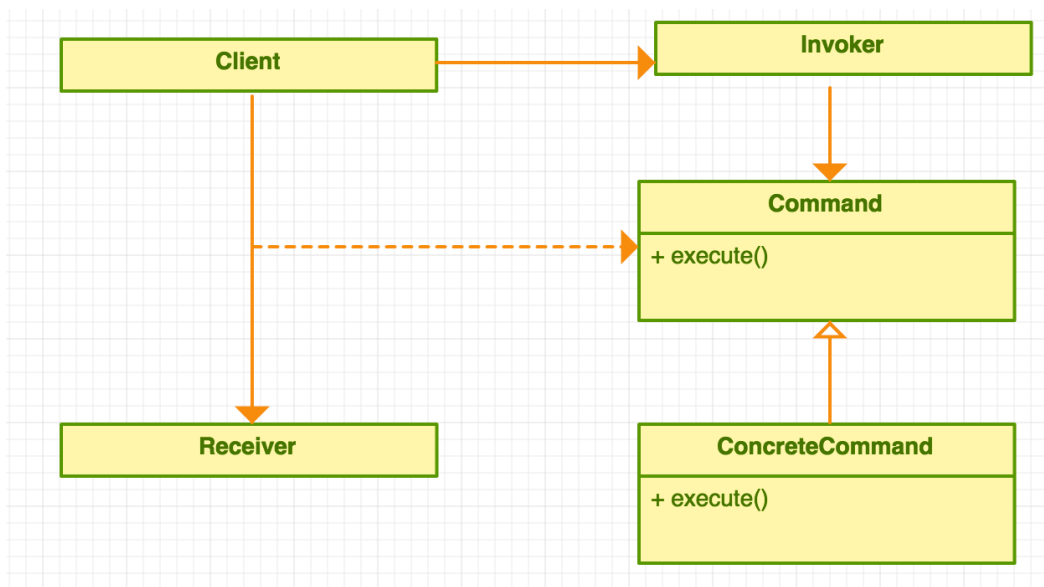 Client
Invoker
Command
+ execute()
Receiver
ConcreteCommand
+ execute()